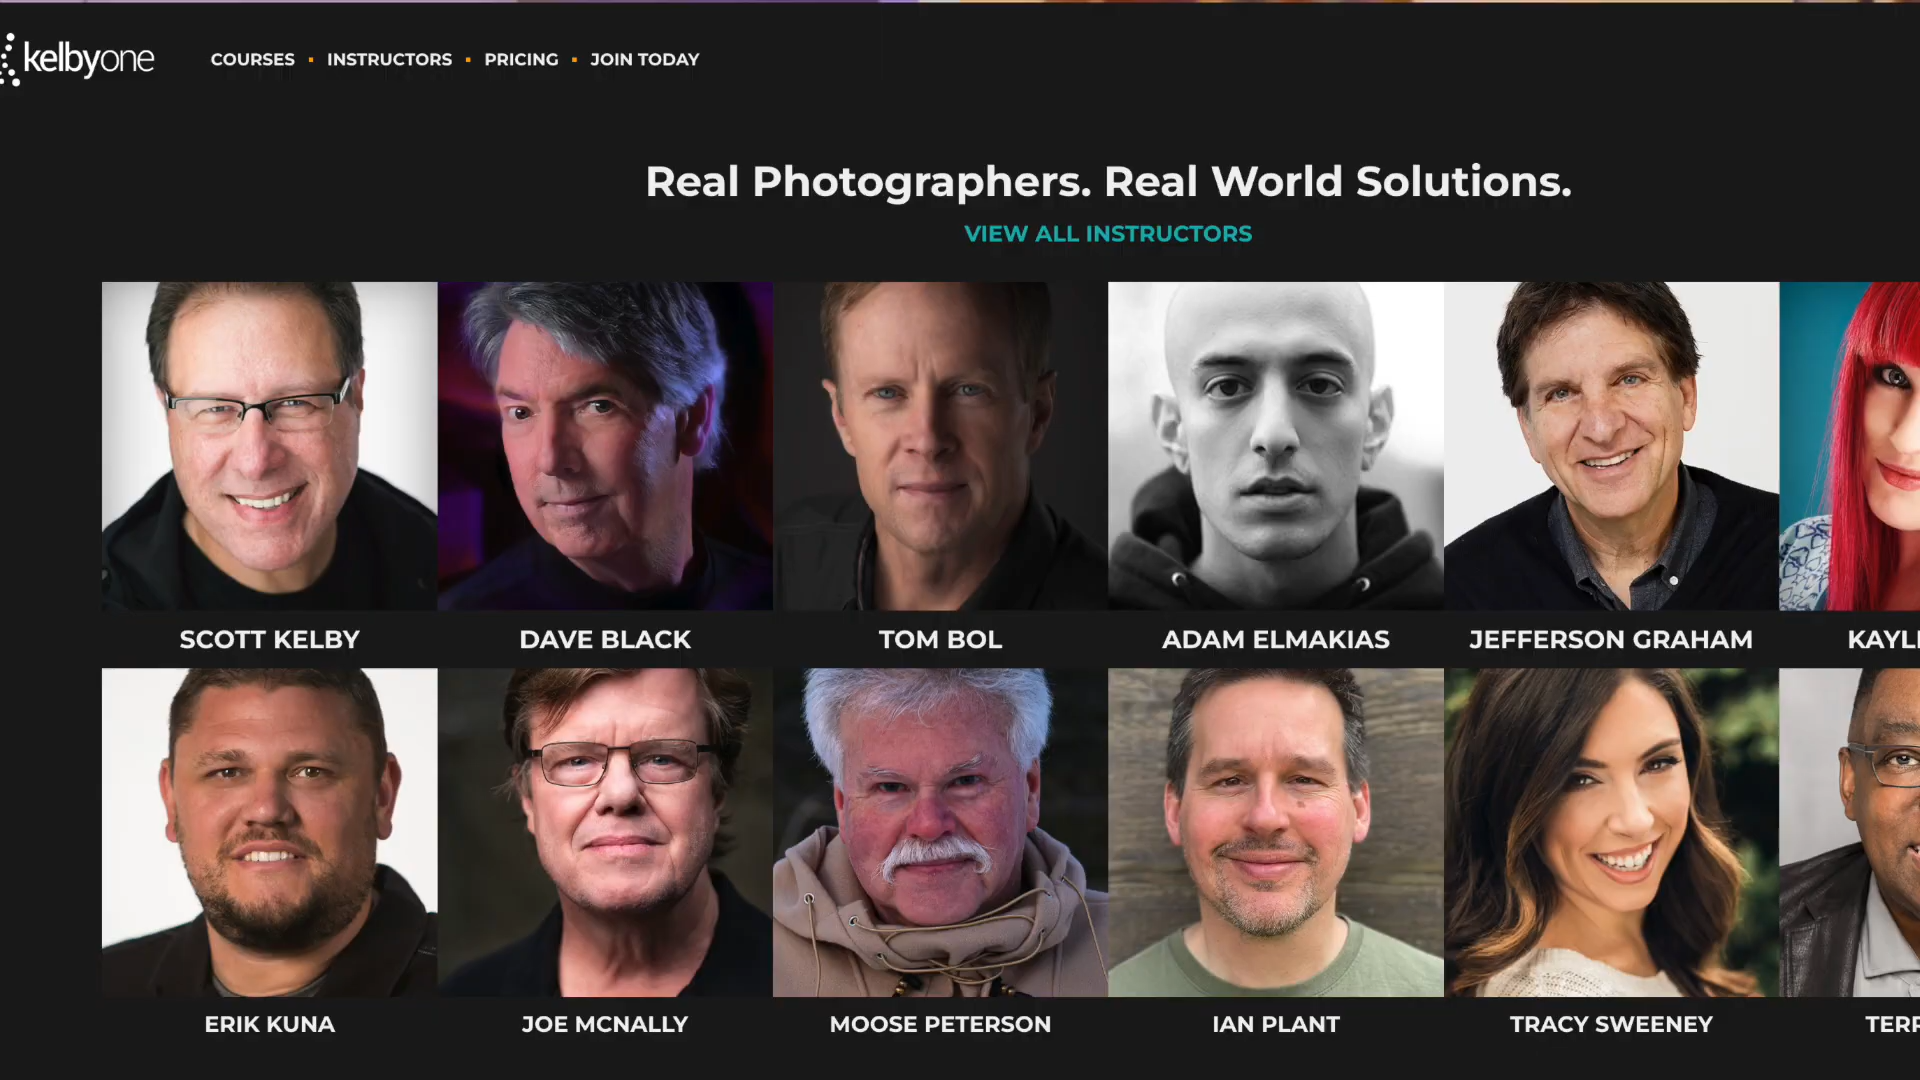 kelbyone
COURSES ▪ INSTRUCTORS ▪ PRICING ▪ JOIN TODAY
Real Photographers. Real World Solutions.
VIEW ALL INSTRUCTORS
SCOTT KELBY DAVE BLACK TOM BOL ADAM ELMAKIAS JEFFERSON GRAHAM
ERIK KUNA JOE MCNALLY MOOSE PETERSON IAN PLANT TRACY SWEENEY